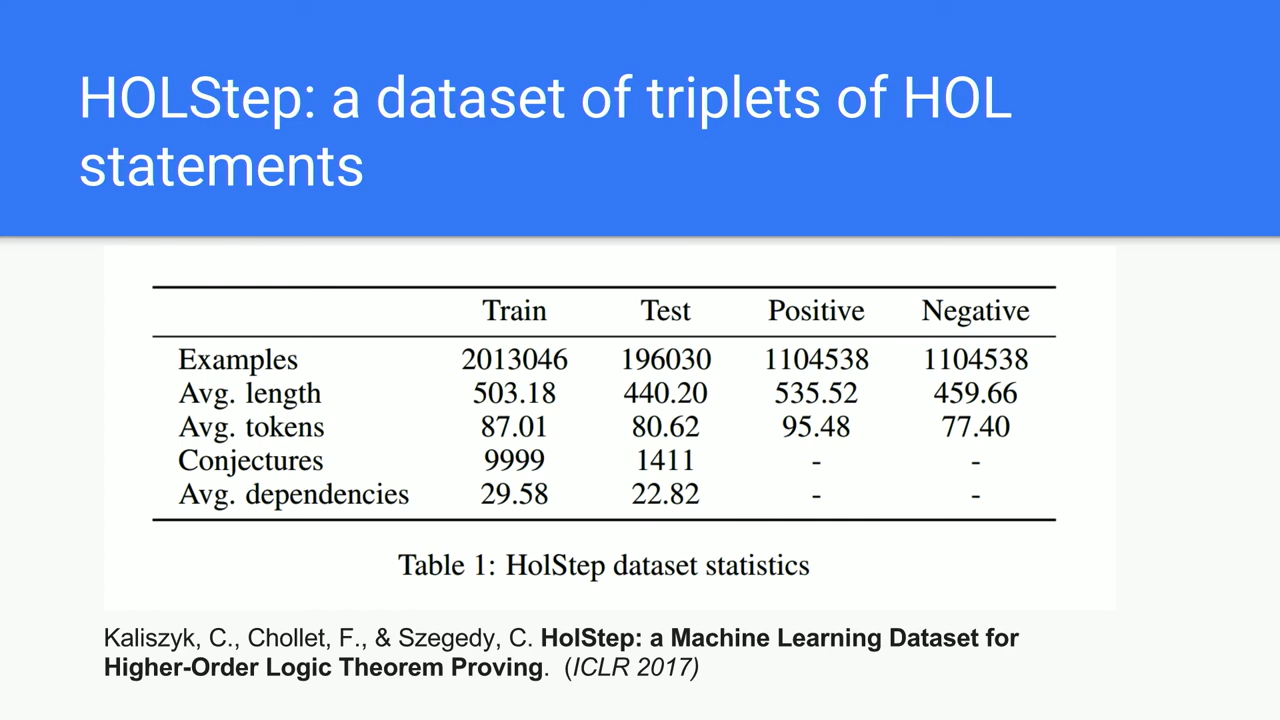 HOLStep: a dataset of triplets of HOL
statements
Train Test Positive Negative
Examples 2013046 196030 1104538 1104538
Avg. length 503.18 440.20 535.52 459.66
Avg. tokens 87.01 80.62 95.48 77.40
Conjectures 9999 1411 - -
Avg. dependencies 29.58 22.82 - -
Table 1: HolStep dataset statistics
Kaliszyk, C., Chollet, F., & Szegedy, C. HolStep: a Machine Learning Dataset for
Higher-Order Logic Theorem Proving. (ICLR 2017)